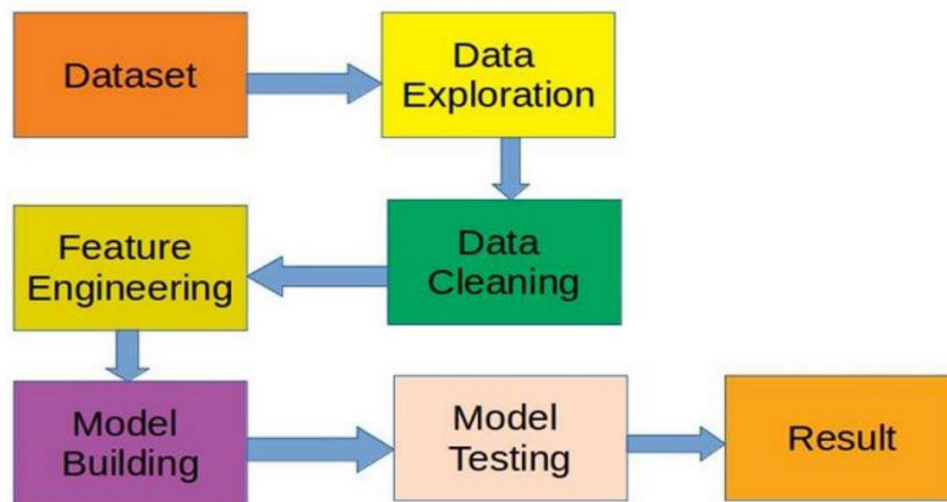 Dataset
Data
Exploration
Data
Cleaning
Feature
Engineering
Model
Building
Model
Testing
Result